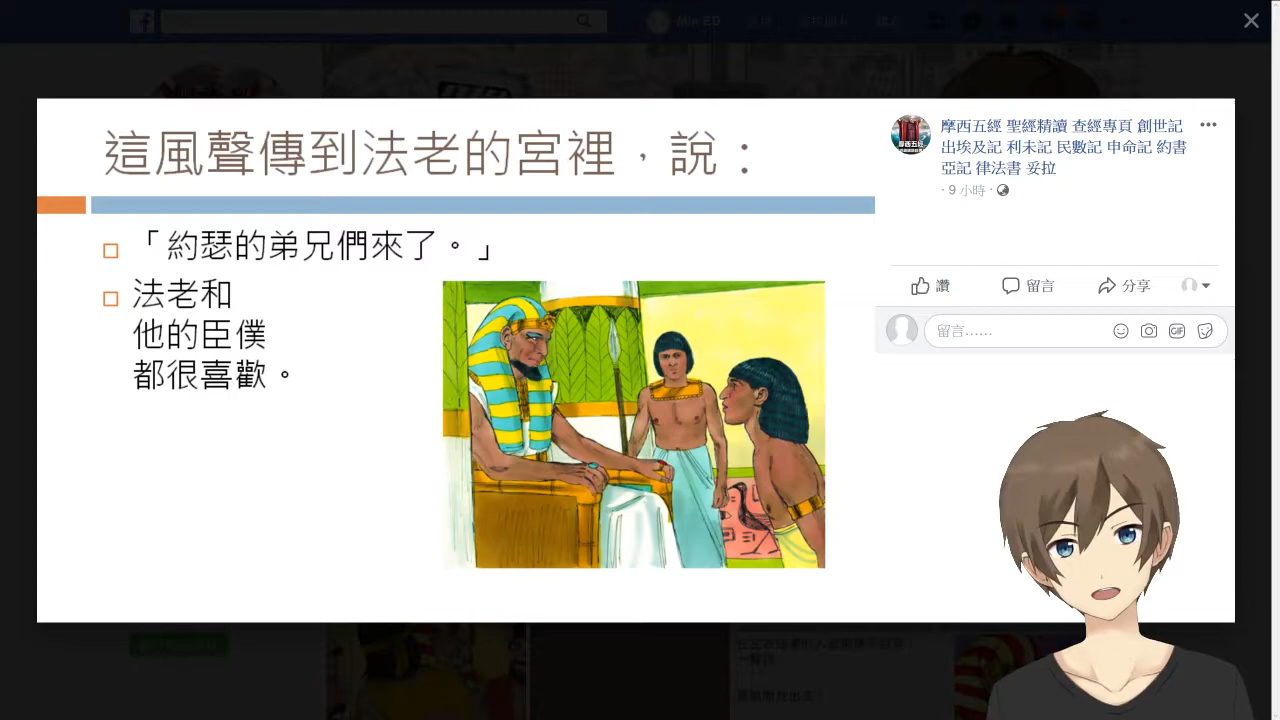 Min ED
這風聲傳到法老的宮裡，說：
「約瑟的弟兄們來了。」
法老和
他的臣僕
都很喜歡。
摩西五經 聖經精讀 查經專頁 創世記
出埃及記 利未記 民數記 申命記 約書
亞記 律法書 妥拉
· 9 小時 ·
讚
留言
分享
留言......
GIF